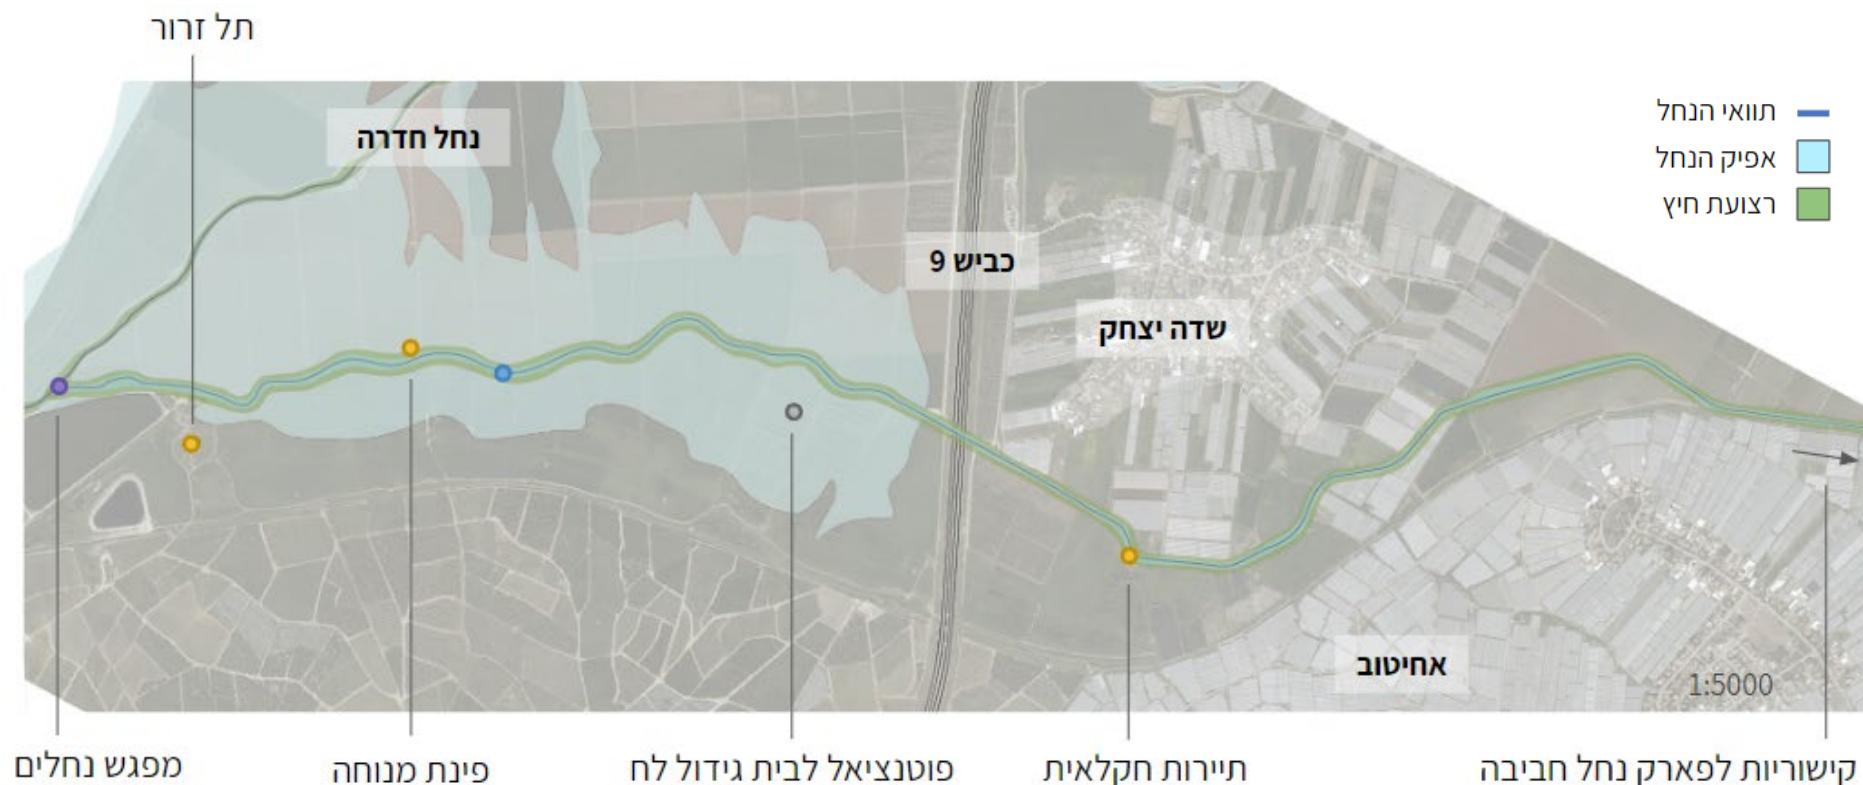 תל זרור
נחל חדרה
תוואי הנחל
אפיק הנחל
רצועת חיץ
כביש 9
שדה יצחק
אחיטוב
1:5000
קישוריות לפארק נחל חביבה
תיירות חקלאית
פוטנציאל לבית גידול לח
פינת מנוחה
מפגש נחלים